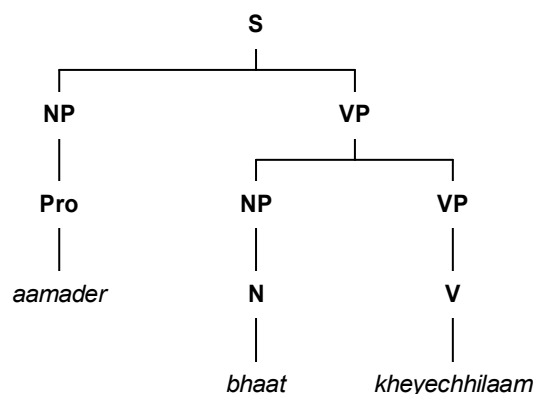 S
NP VP
Pro NP VP
aamader N V
bhaat kheyechhilaam